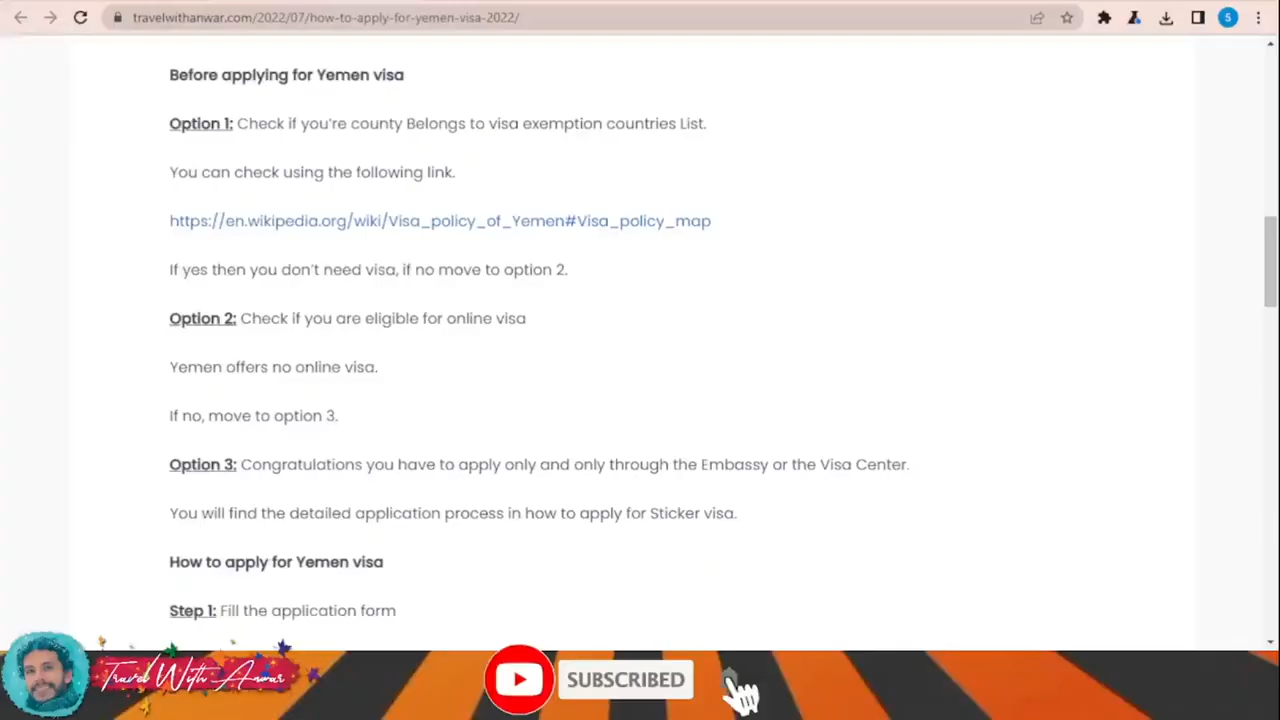 travelwithanwar.com/2022/07/how-to-apply-for-yemen-visa-2022/
5
Before applying for Yemen visa
Option 1: Check if you're county Belongs to visa exemption countries List.
You can check using the following link.
https://en.wikipedia.org/wiki/Visa_policy_of_Yemen#Visa_policy_map
If yes then you don't need visa, if no move to option 2.
Option 2: Check if you are eligible for online visa
Yemen offers no online visa.
If no, move to option 3.
Option 3: Congratulations you have to apply only and only through the Embassy or the Visa Center.
You will find the detailed application process in how to apply for Sticker visa.
How to apply for Yemen visa
Step 1: Fill the application form
Travel With Anwar
SUBSCRIBED